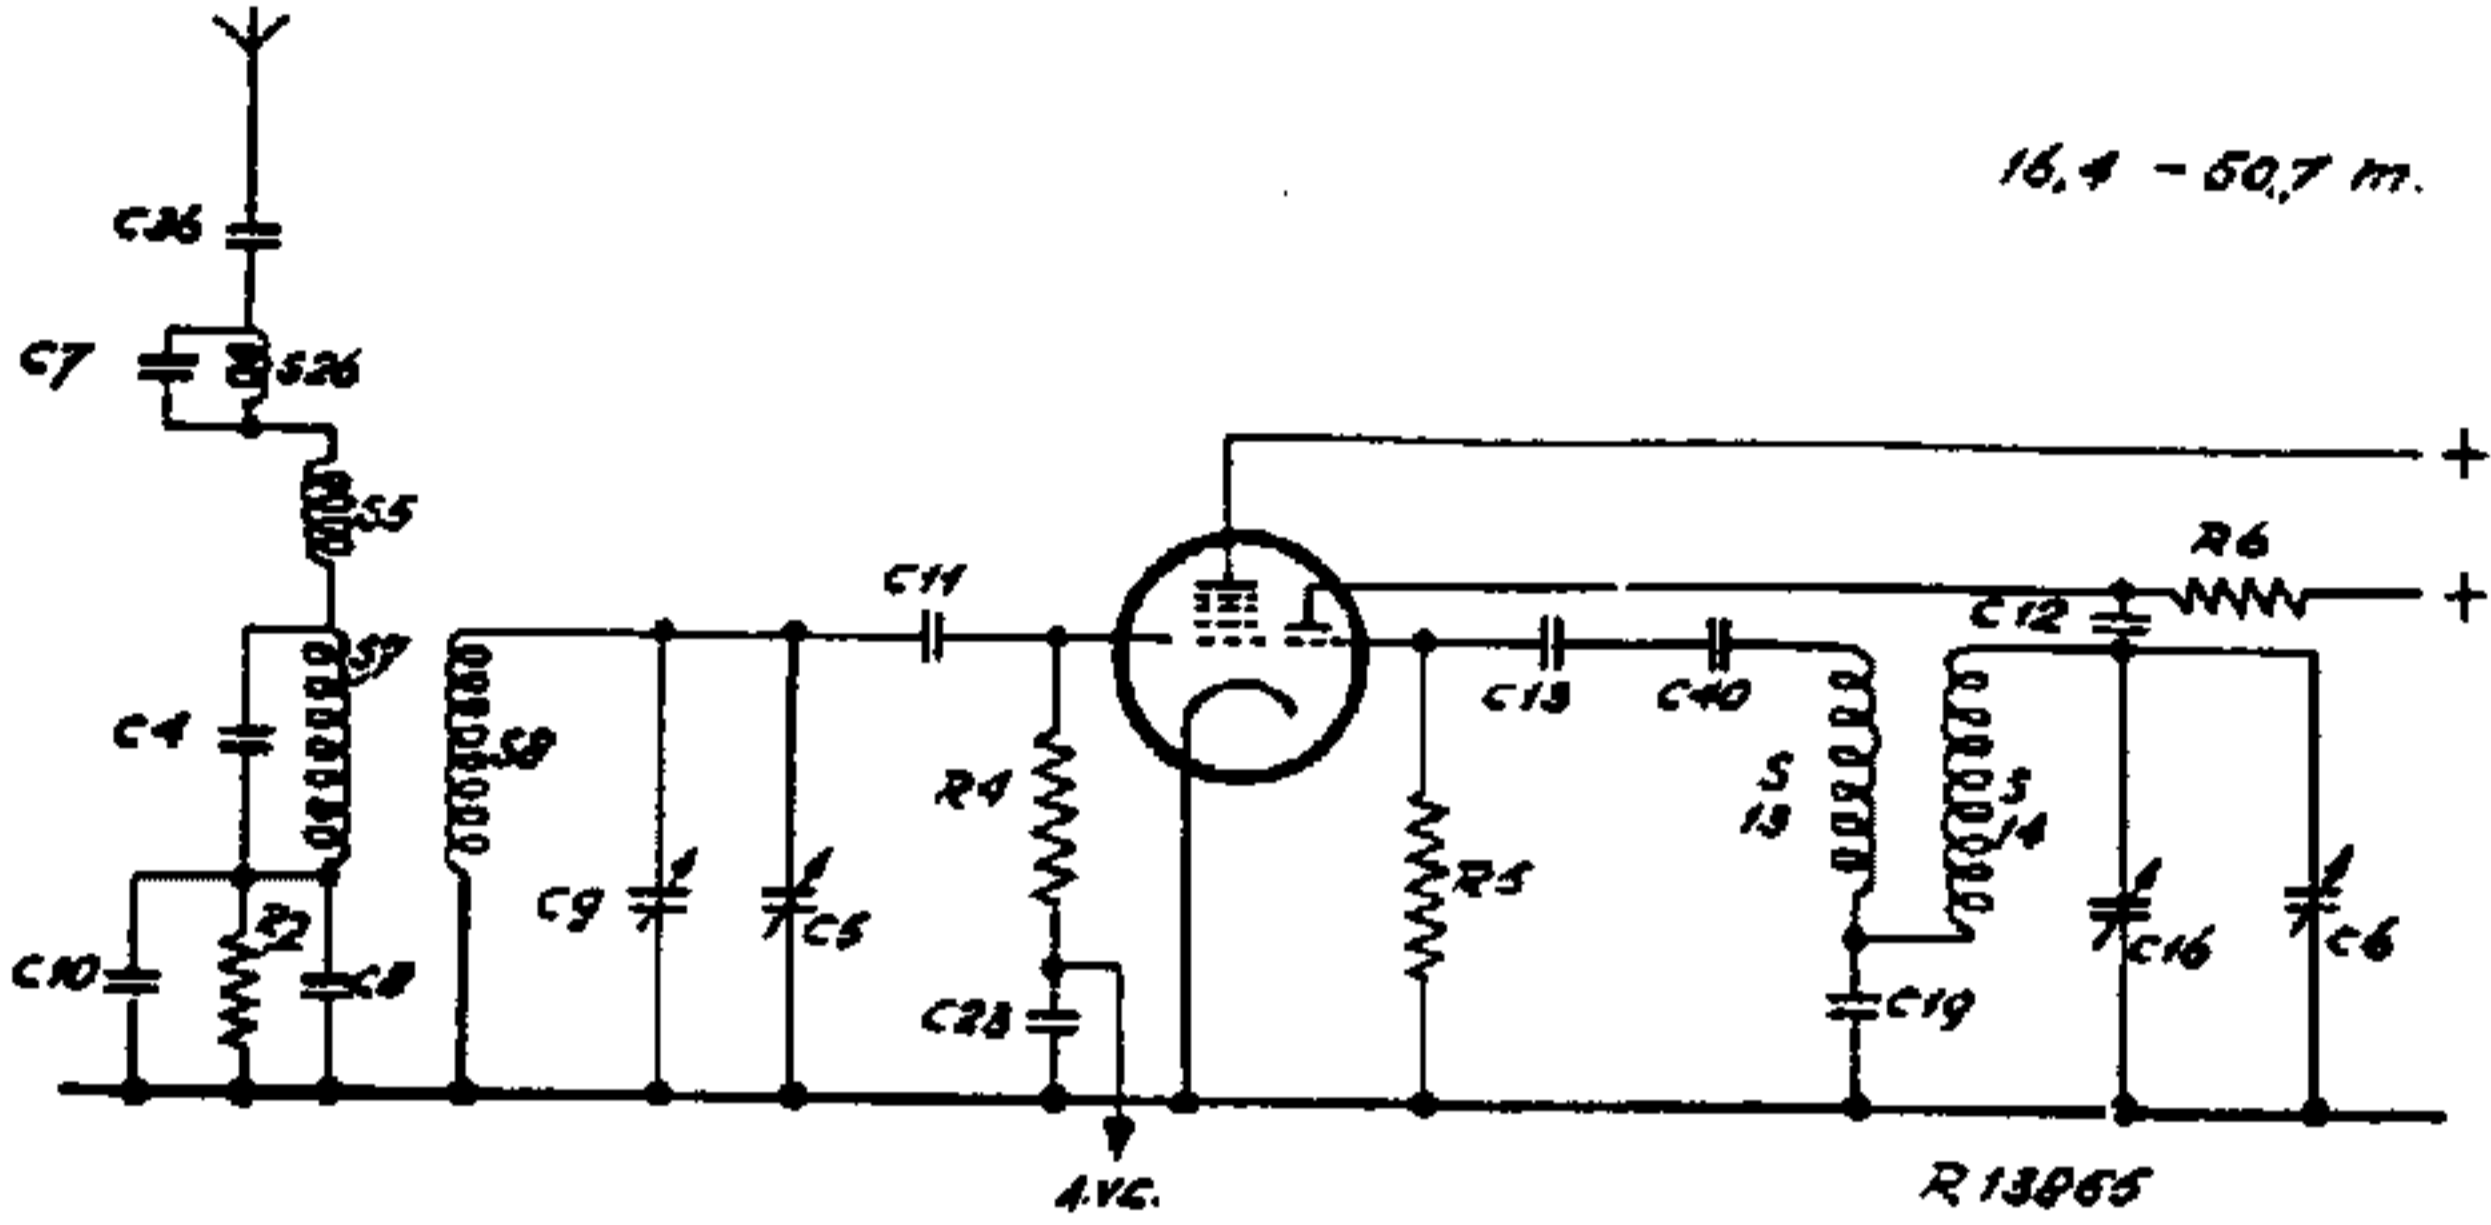 16,4 - 50,7 m.
C36
C7
S26
S5
+
R6
+
C11
C12
S7
C4
S8
C13
C40
R4
S
13
S
14
R5
C9
C5
C16
C6
R2
C10
C8
C28
C19
A.VC.
R 13865